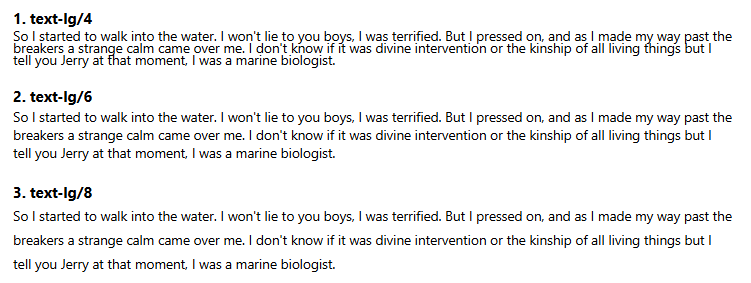 1. text-lg/4
So I started to walk into the water. I won't lie to you boys, I was terrified. But I pressed on, and as I made my way past the
breakers a strange calm came over me. I don't know if it was divine intervention or the kinship of all living things but I
tell you Jerry at that moment, I was a marine biologist.
2. text-lg/6
So I started to walk into the water. I won't lie to you boys, I was terrified. But I pressed on, and as I made my way past the
breakers a strange calm came over me. I don't know if it was divine intervention or the kinship of all living things but I
tell you Jerry at that moment, I was a marine biologist.
3. text-lg/8
So I started to walk into the water. I won't lie to you boys, I was terrified. But I pressed on, and as I made my way past the
breakers a strange calm came over me. I don't know if it was divine intervention or the kinship of all living things but I
tell you Jerry at that moment, I was a marine biologist.